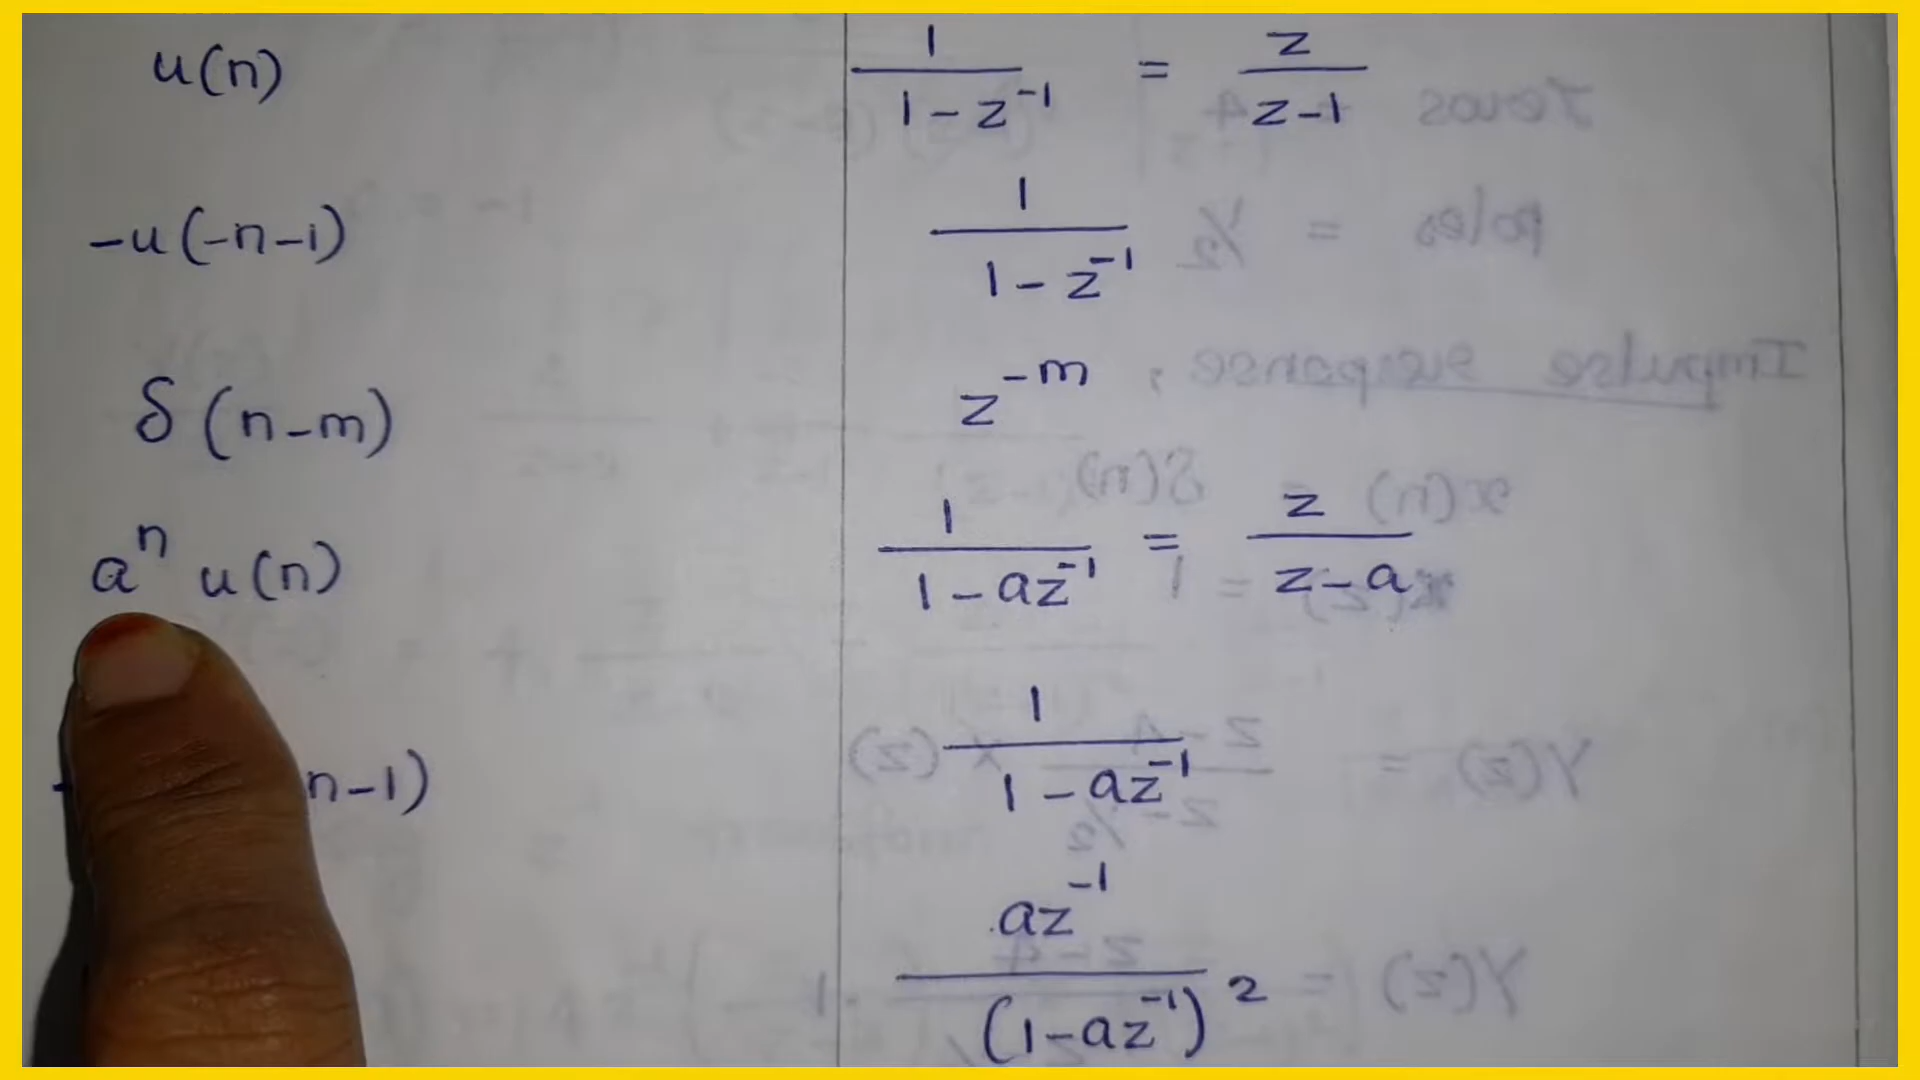 u(n) 1/(1-z⁻¹) = z/(z-1)
-u(-n-1) 1/(1-z⁻¹)
δ(n-m) z⁻ᵐ
aⁿ u(n) 1/(1-az⁻¹) = z/(z-a)
n-1) 1/(1-az⁻¹)
az⁻¹/(1-az⁻¹)²